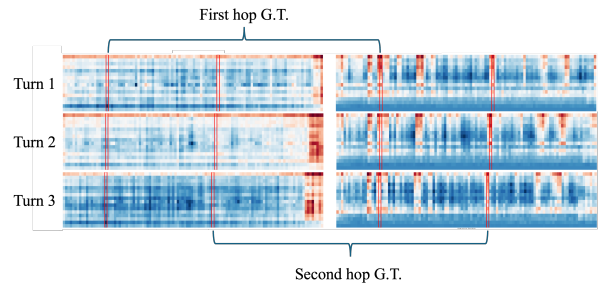 First hop G.T.
Turn 1
Turn 2
Turn 3
Second hop G.T.